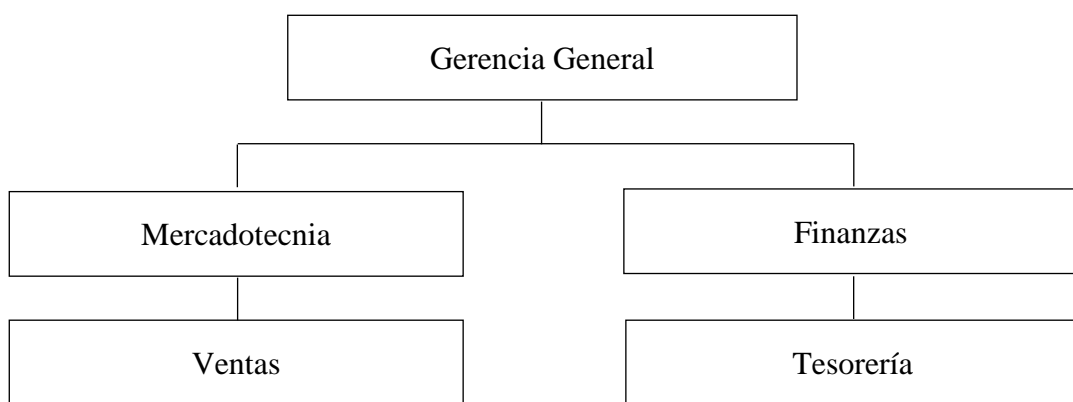 Gerencia General
Mercadotecnia
Finanzas
Ventas
Tesorería